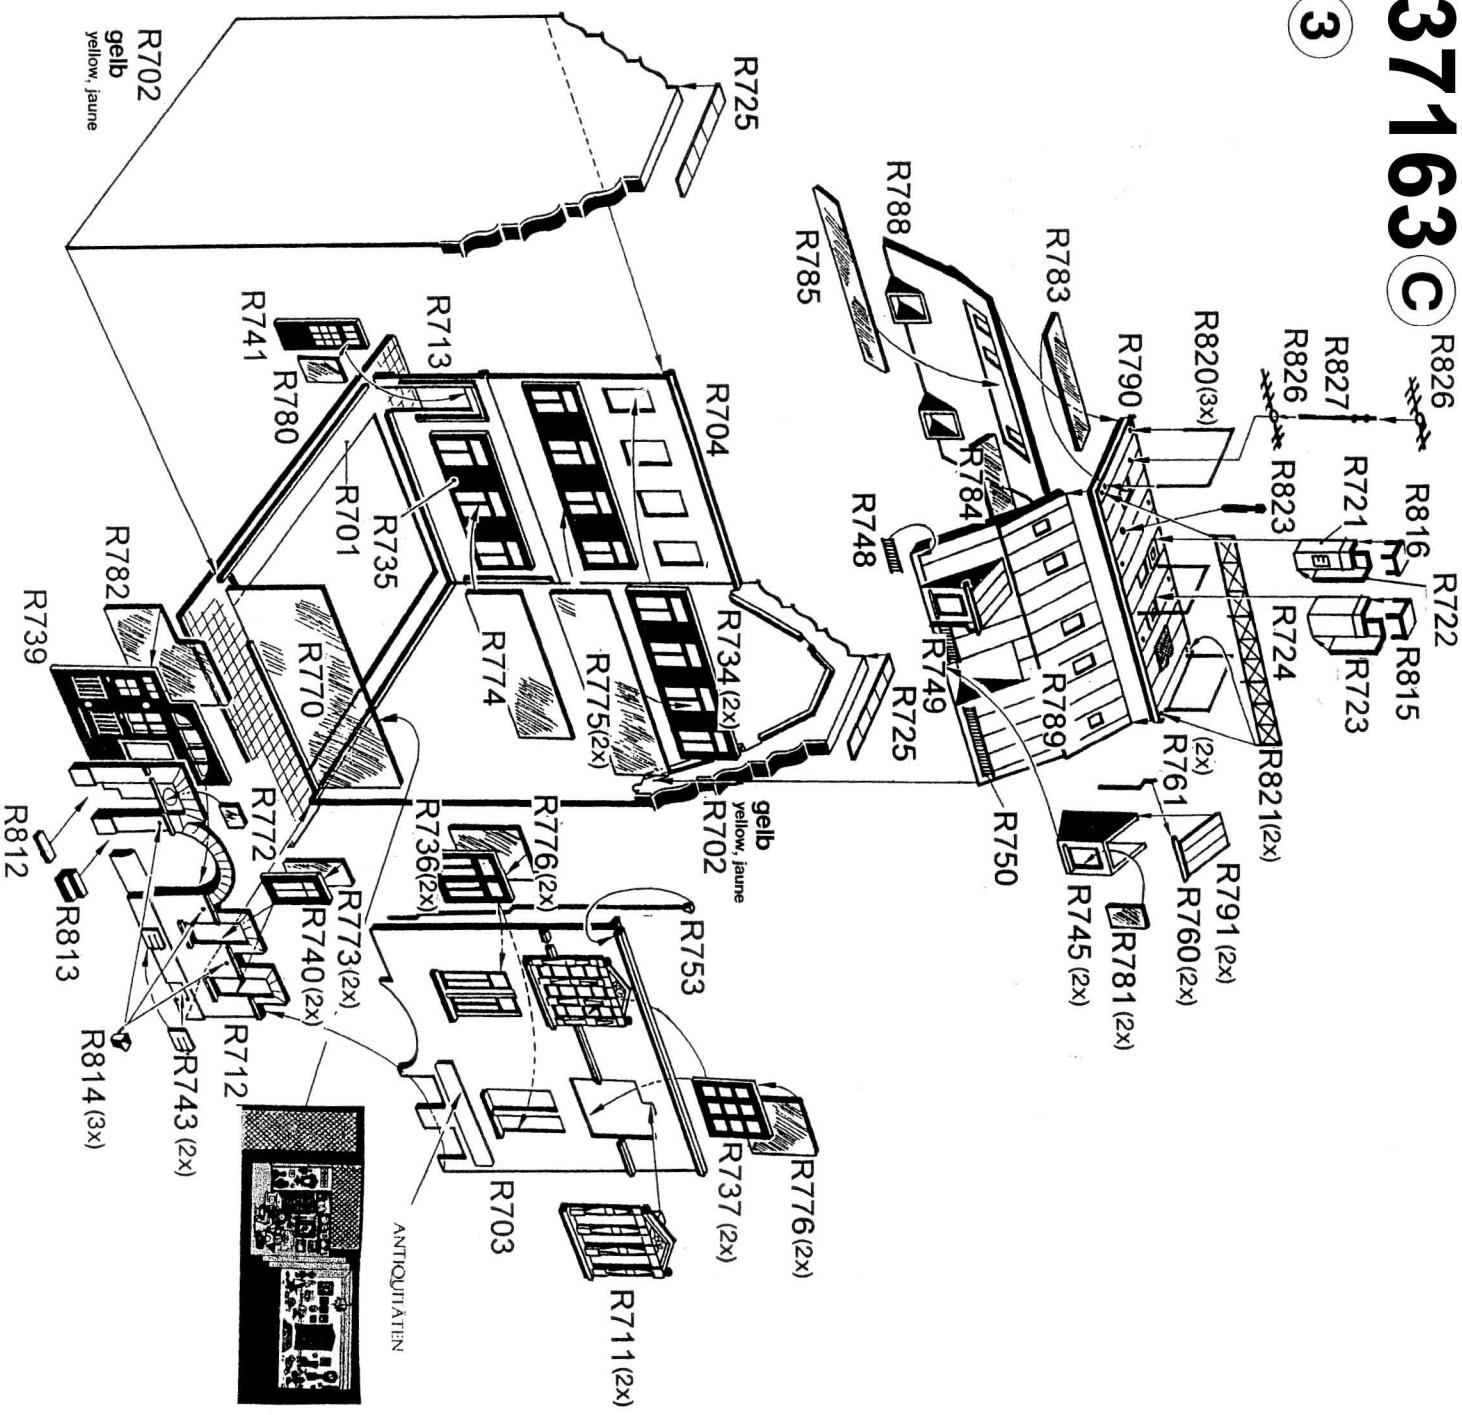 37163 C
3
R826
R827
R826
R820(3x)
R790
R783
R788
R785
R725
R702
gelb
yellow, jaune
R816
R721
R823
R722
R724
R815
R723
R784
R748
R749
R789
R821(2x)
(2x)
R761
R750
R791(2x)
R760(2x)
R781(2x)
R745(2x)
R704
R713
R741
R780
R701
R735
R734(2x)
R725
R775(2x)
R774
R770
R782
R739
gelb
yellow, jaune
R702
R776(2x)
R736(2x)
R753
R772
R773(2x)
R740(2x)
R812
R813
R712
R743(2x)
R814(3x)
R776(2x)
R737(2x)
R703
R711(2x)
ANTIQUITÄTEN